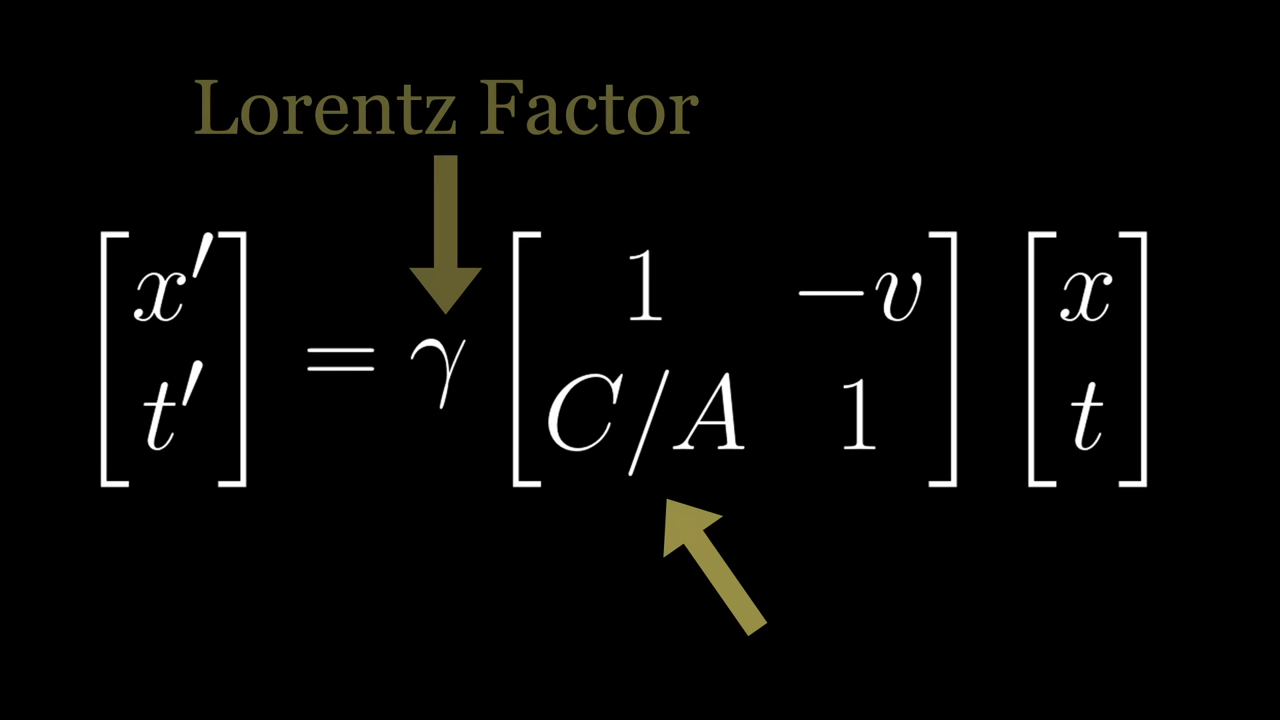 Lorentz Factor
[x′ t′] = γ [1 −v C/A 1] [x t]